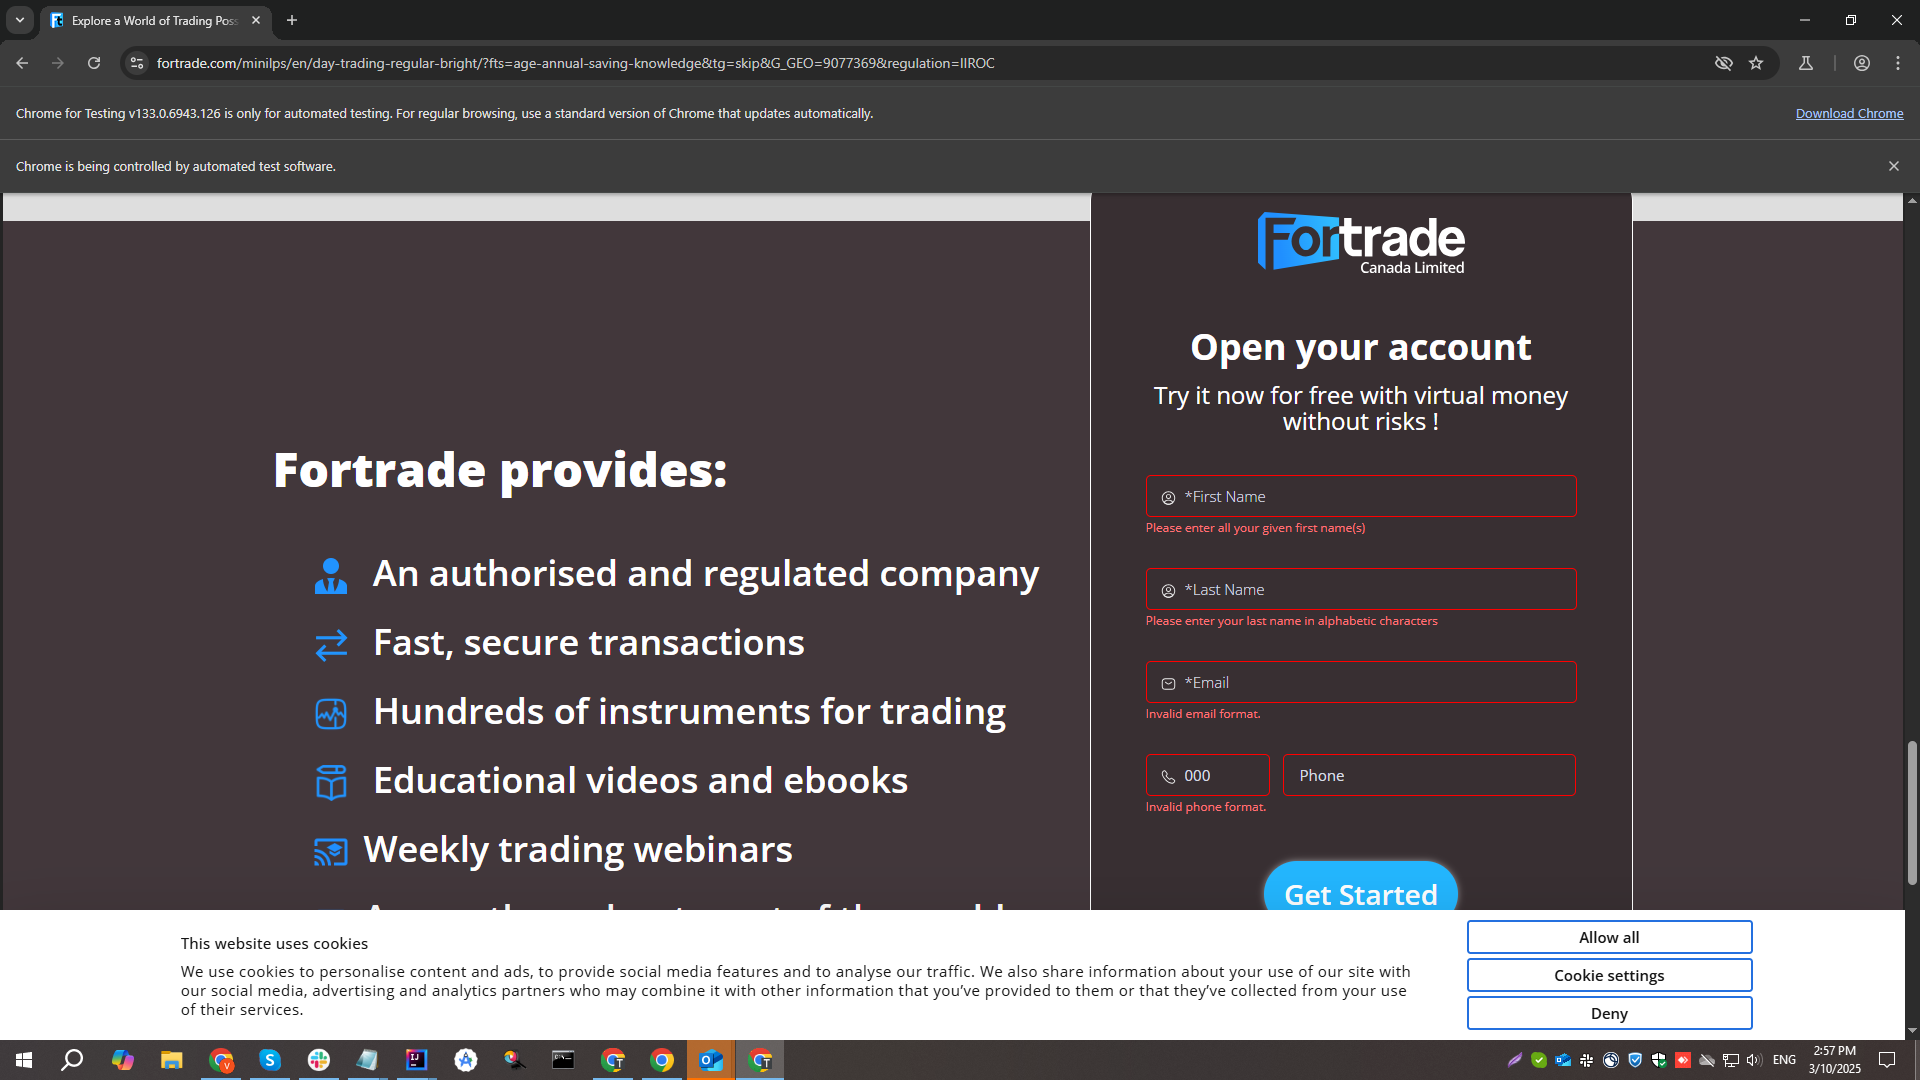 Explore a World of Trading Pos
fortrade.com/minilps/en/day-trading-regular-bright/?fts=age-annual-saving-knowledge&tg=skip&G_GEO=9077369&regulation=IIROC
Chrome for Testing v133.0.6943.126 is only for automated testing. For regular browsing, use a standard version of Chrome that updates automatically.
Download Chrome
Chrome is being controlled by automated test software.
Fortrade
Canada Limited
Open your account
Try it now for free with virtual money
without risks !
*First Name
Please enter all your given first name(s)
*Last Name
Please enter your last name in alphabetic characters
*Email
Invalid email format.
000
Phone
Invalid phone format.
Get Started
Fortrade provides:
An authorised and regulated company
Fast, secure transactions
Hundreds of instruments for trading
Educational videos and ebooks
Weekly trading webinars
This website uses cookies
We use cookies to personalise content and ads, to provide social media features and to analyse our traffic. We also share information about your use of our site with
our social media, advertising and analytics partners who may combine it with other information that you've provided to them or that they've collected from your use
of their services.
Allow all
Cookie settings
Deny
ENG
2:57 PM
3/10/2025